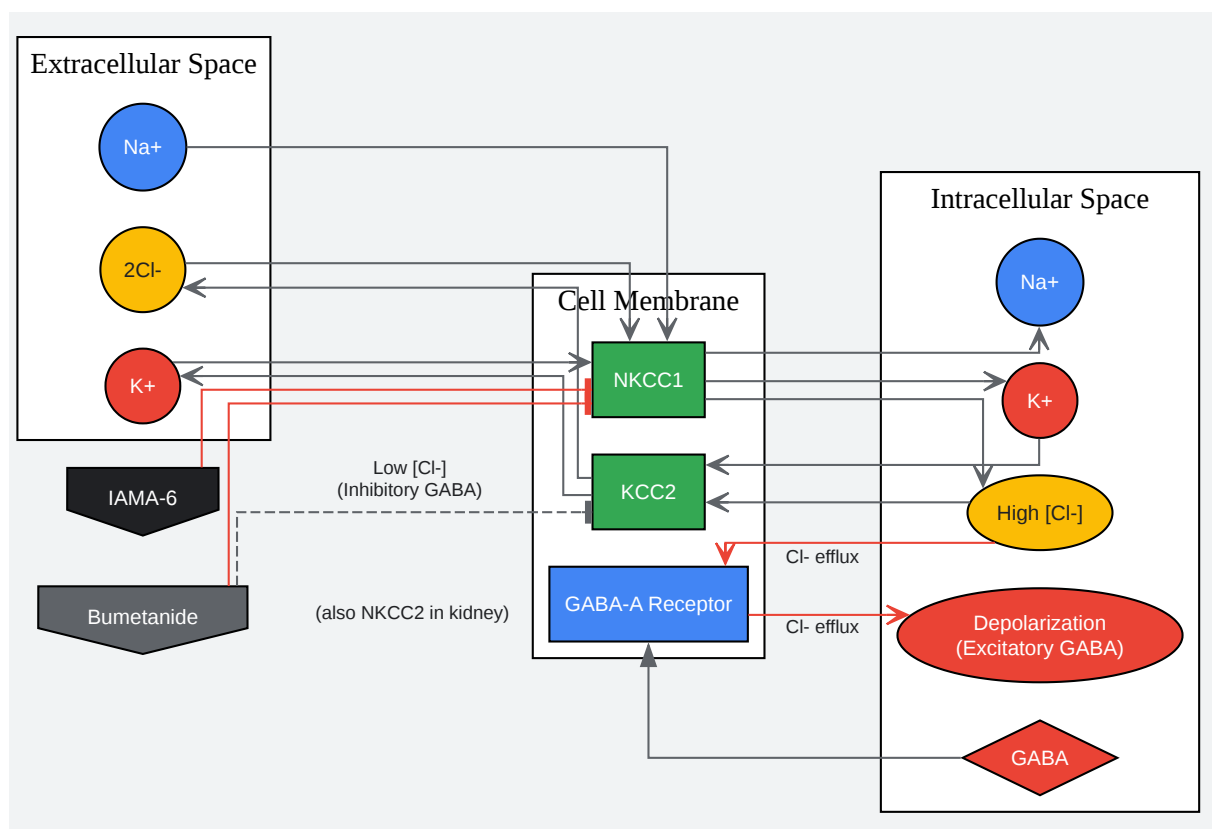 Extracellular Space
Na+
2Cl-
K+
IAMA-6
Bumetanide
Low [Cl-]
(Inhibitory GABA)
(also NKCC2 in kidney)
Cell Membrane
NKCC1
KCC2
GABA-A Receptor
Cl- efflux
Cl- efflux
Intracellular Space
Na+
K+
High [Cl-]
Depolarization
(Excitatory GABA)
GABA